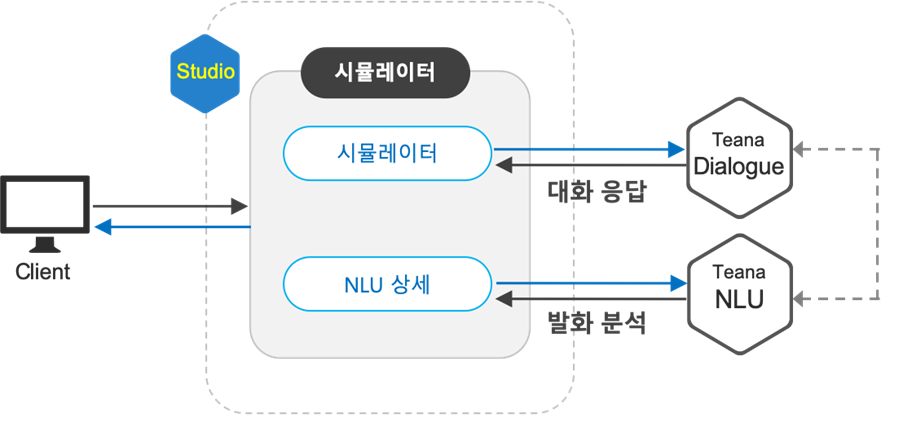 Studio
시뮬레이터
시뮬레이터
Teana
Dialogue
대화 응답
Client
NLU 상세
Teana
NLU
발화 분석